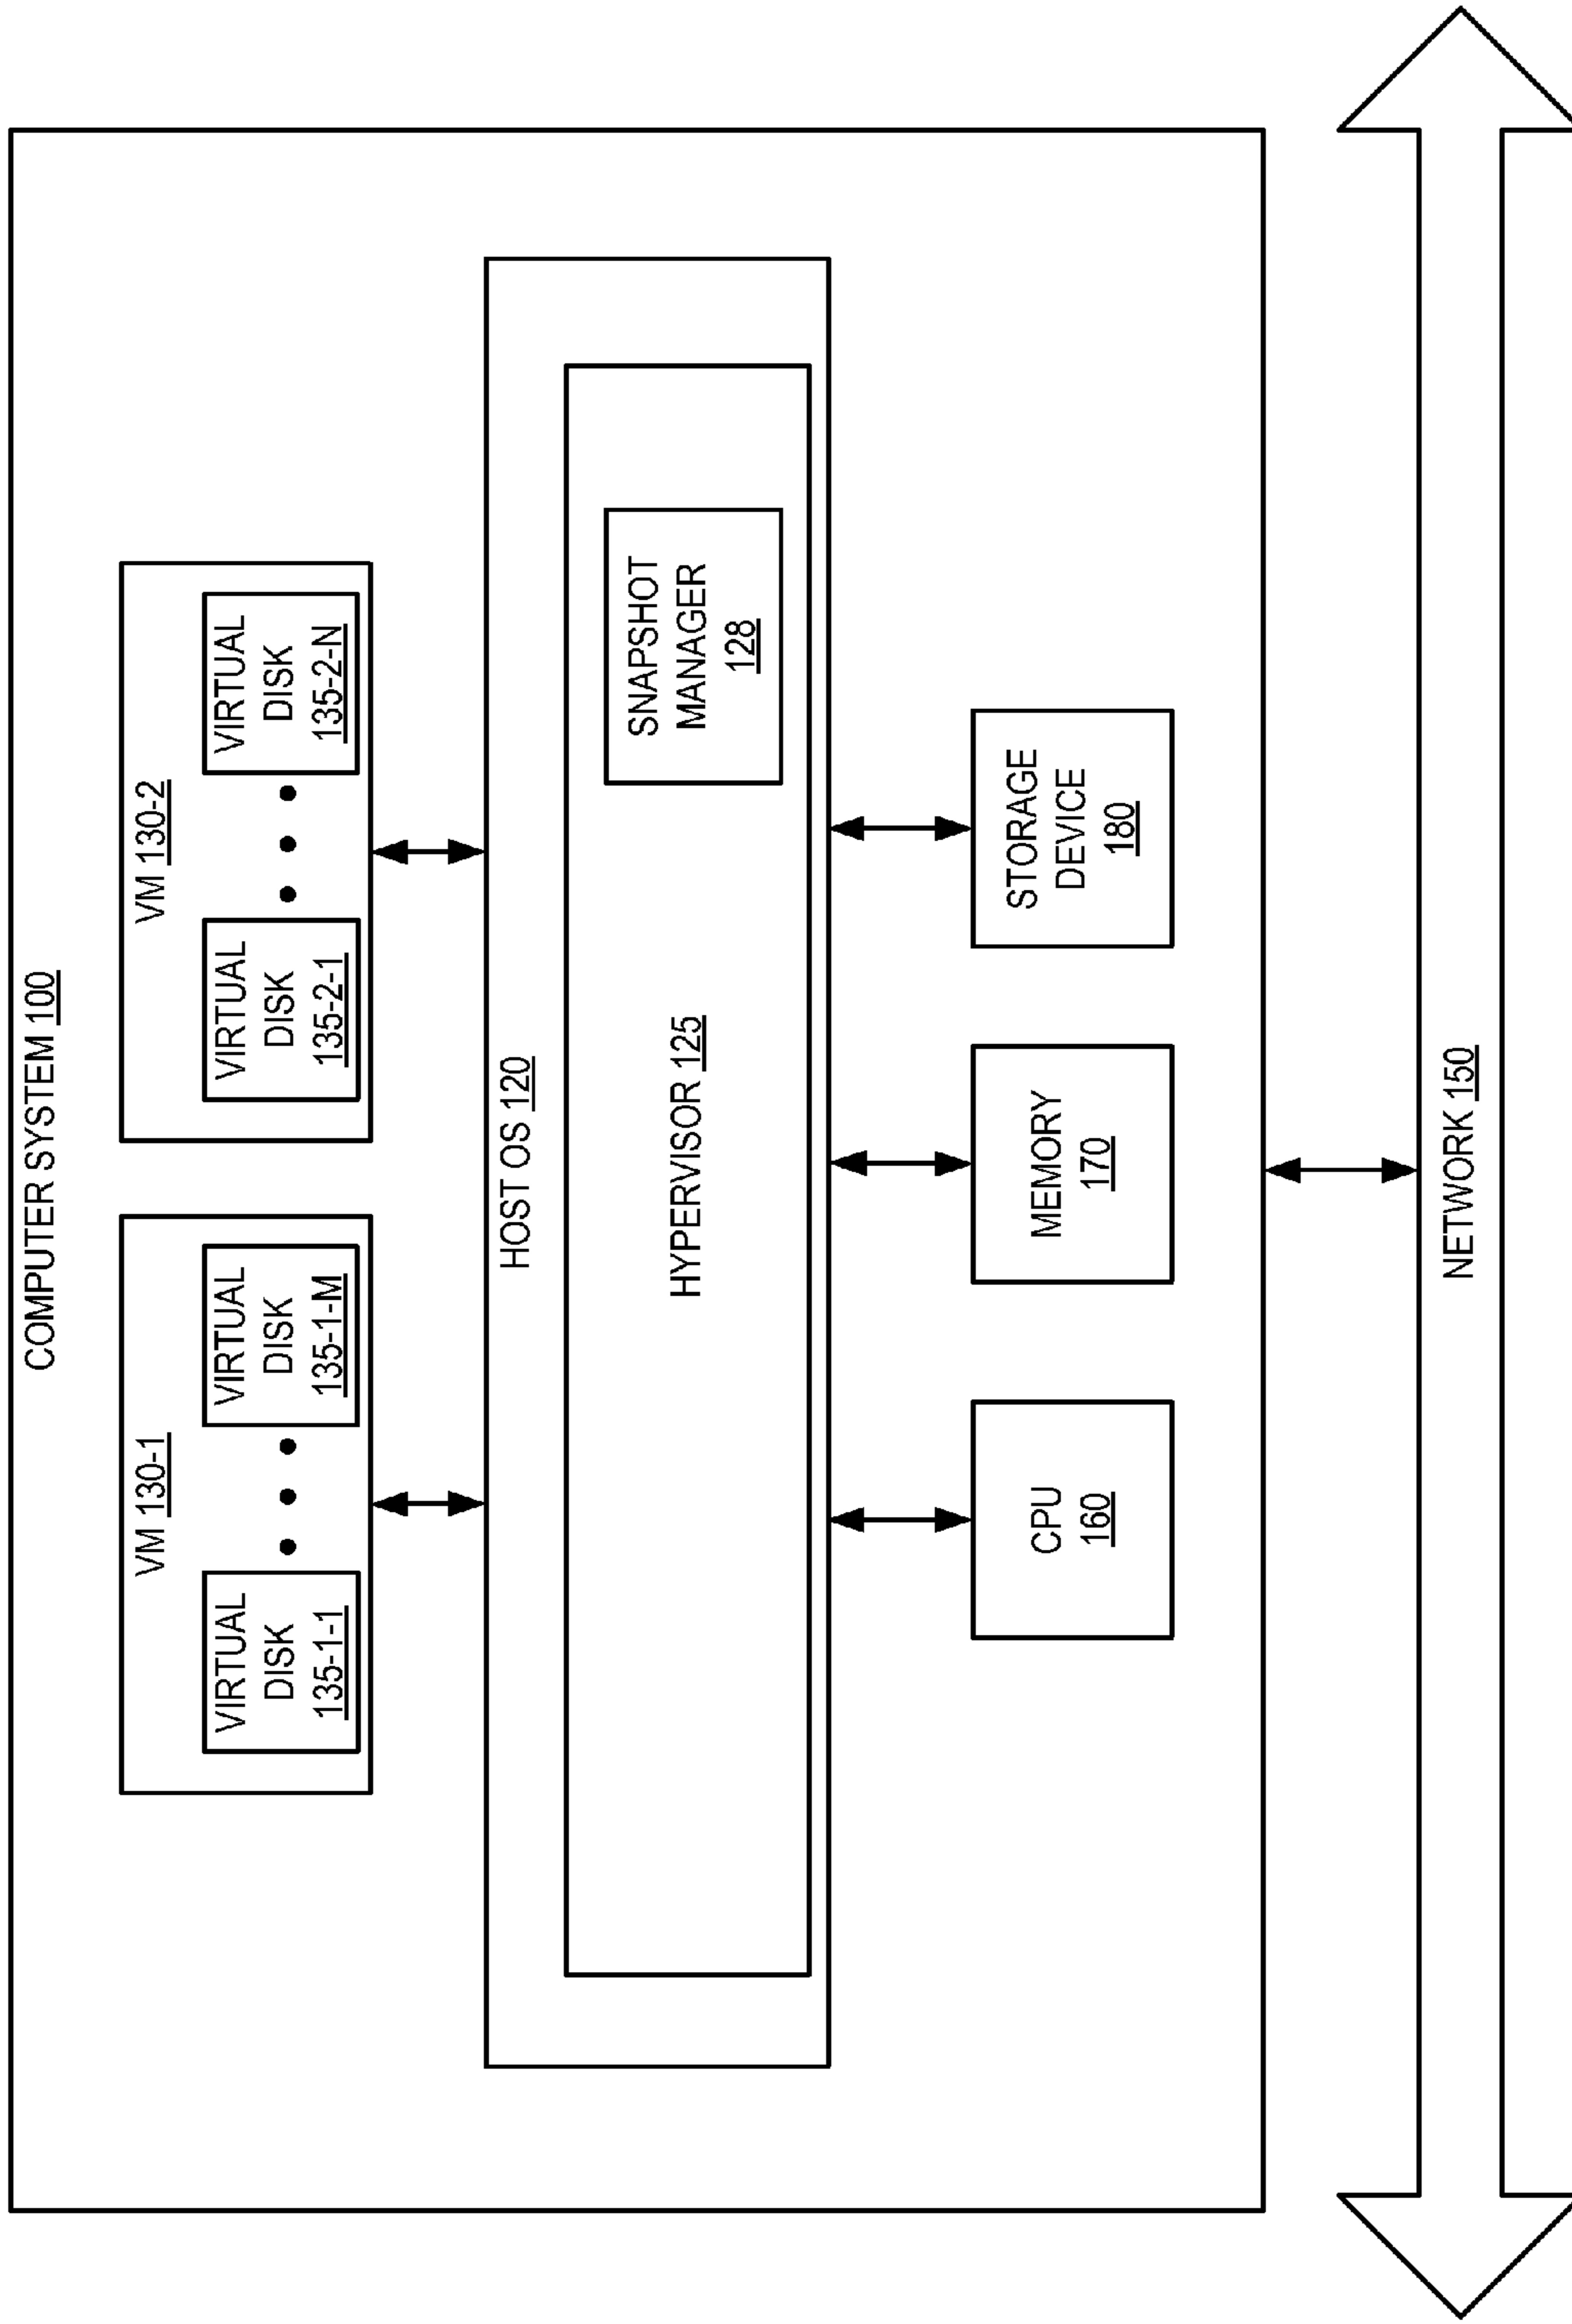 COMPUTER SYSTEM 100
VM 130-1
VIRTUAL
DISK
135-1-1
VIRTUAL
DISK
135-1-M
VM 130-2
VIRTUAL
DISK
135-2-1
VIRTUAL
DISK
135-2-N
HOST OS 120
HYPERVISOR 125
SNAPSHOT
MANAGER
128
CPU
160
MEMORY
170
STORAGE
DEVICE
180
NETWORK 150